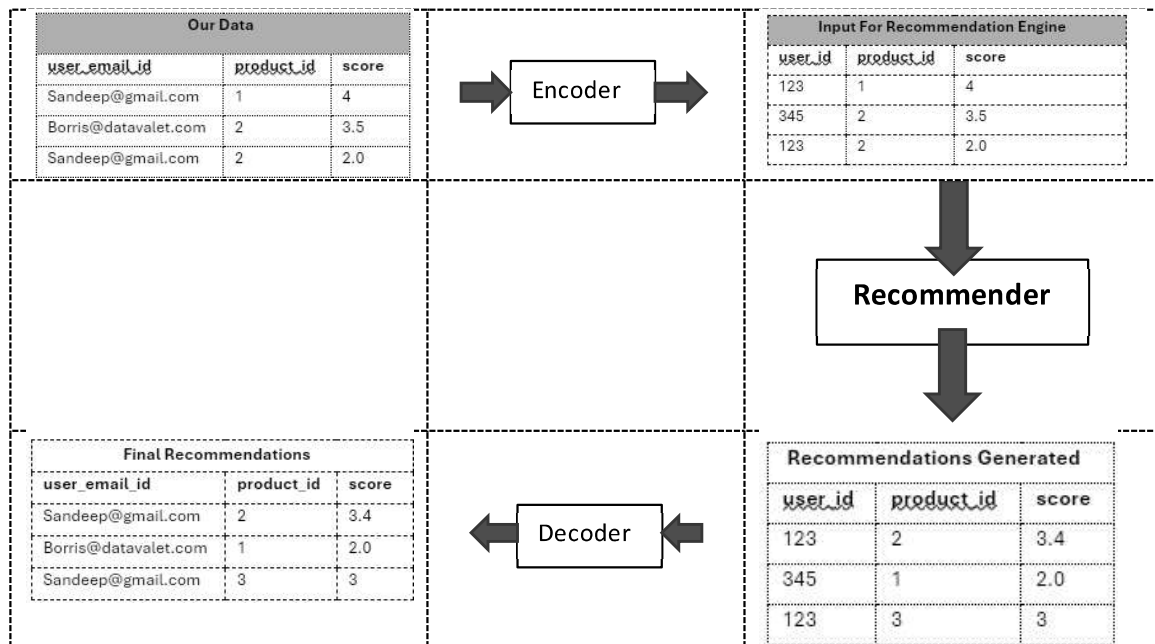 Our Data
user_email_id product_id score
Sandeep@gmail.com 1 4
Borris@datavalet.com 2 3.5
Sandeep@gmail.com 2 2.0
Encoder
Input For Recommendation Engine
user_id product_id score
123 1 4
345 2 3.5
123 2 2.0
Recommender
Final Recommendations
user_email_id product_id score
Sandeep@gmail.com 2 3.4
Borris@datavalet.com 1 2.0
Sandeep@gmail.com 3 3
Decoder
Recommendations Generated
user_id product_id score
123 2 3.4
345 1 2.0
123 3 3